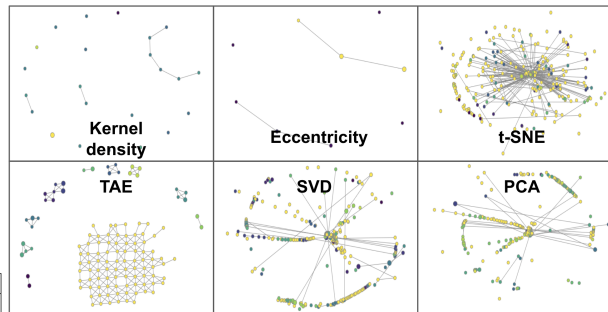 Kernel
density
Eccentricity
t-SNE
TAE
SVD
PCA